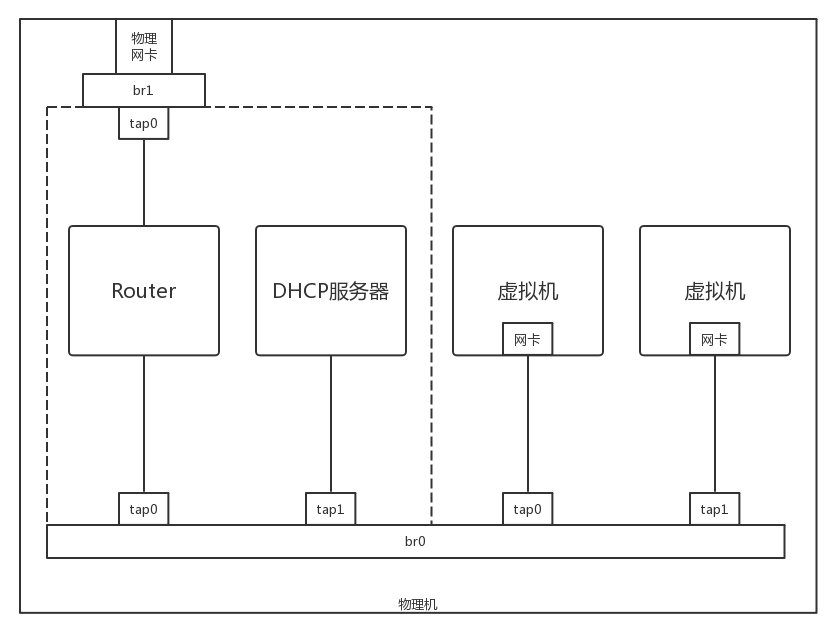 物理
网卡
br1
tap0
Router
DHCP服务器
虚拟机
网卡
虚拟机
网卡
tap0
tap1
tap0
tap1
br0
物理机